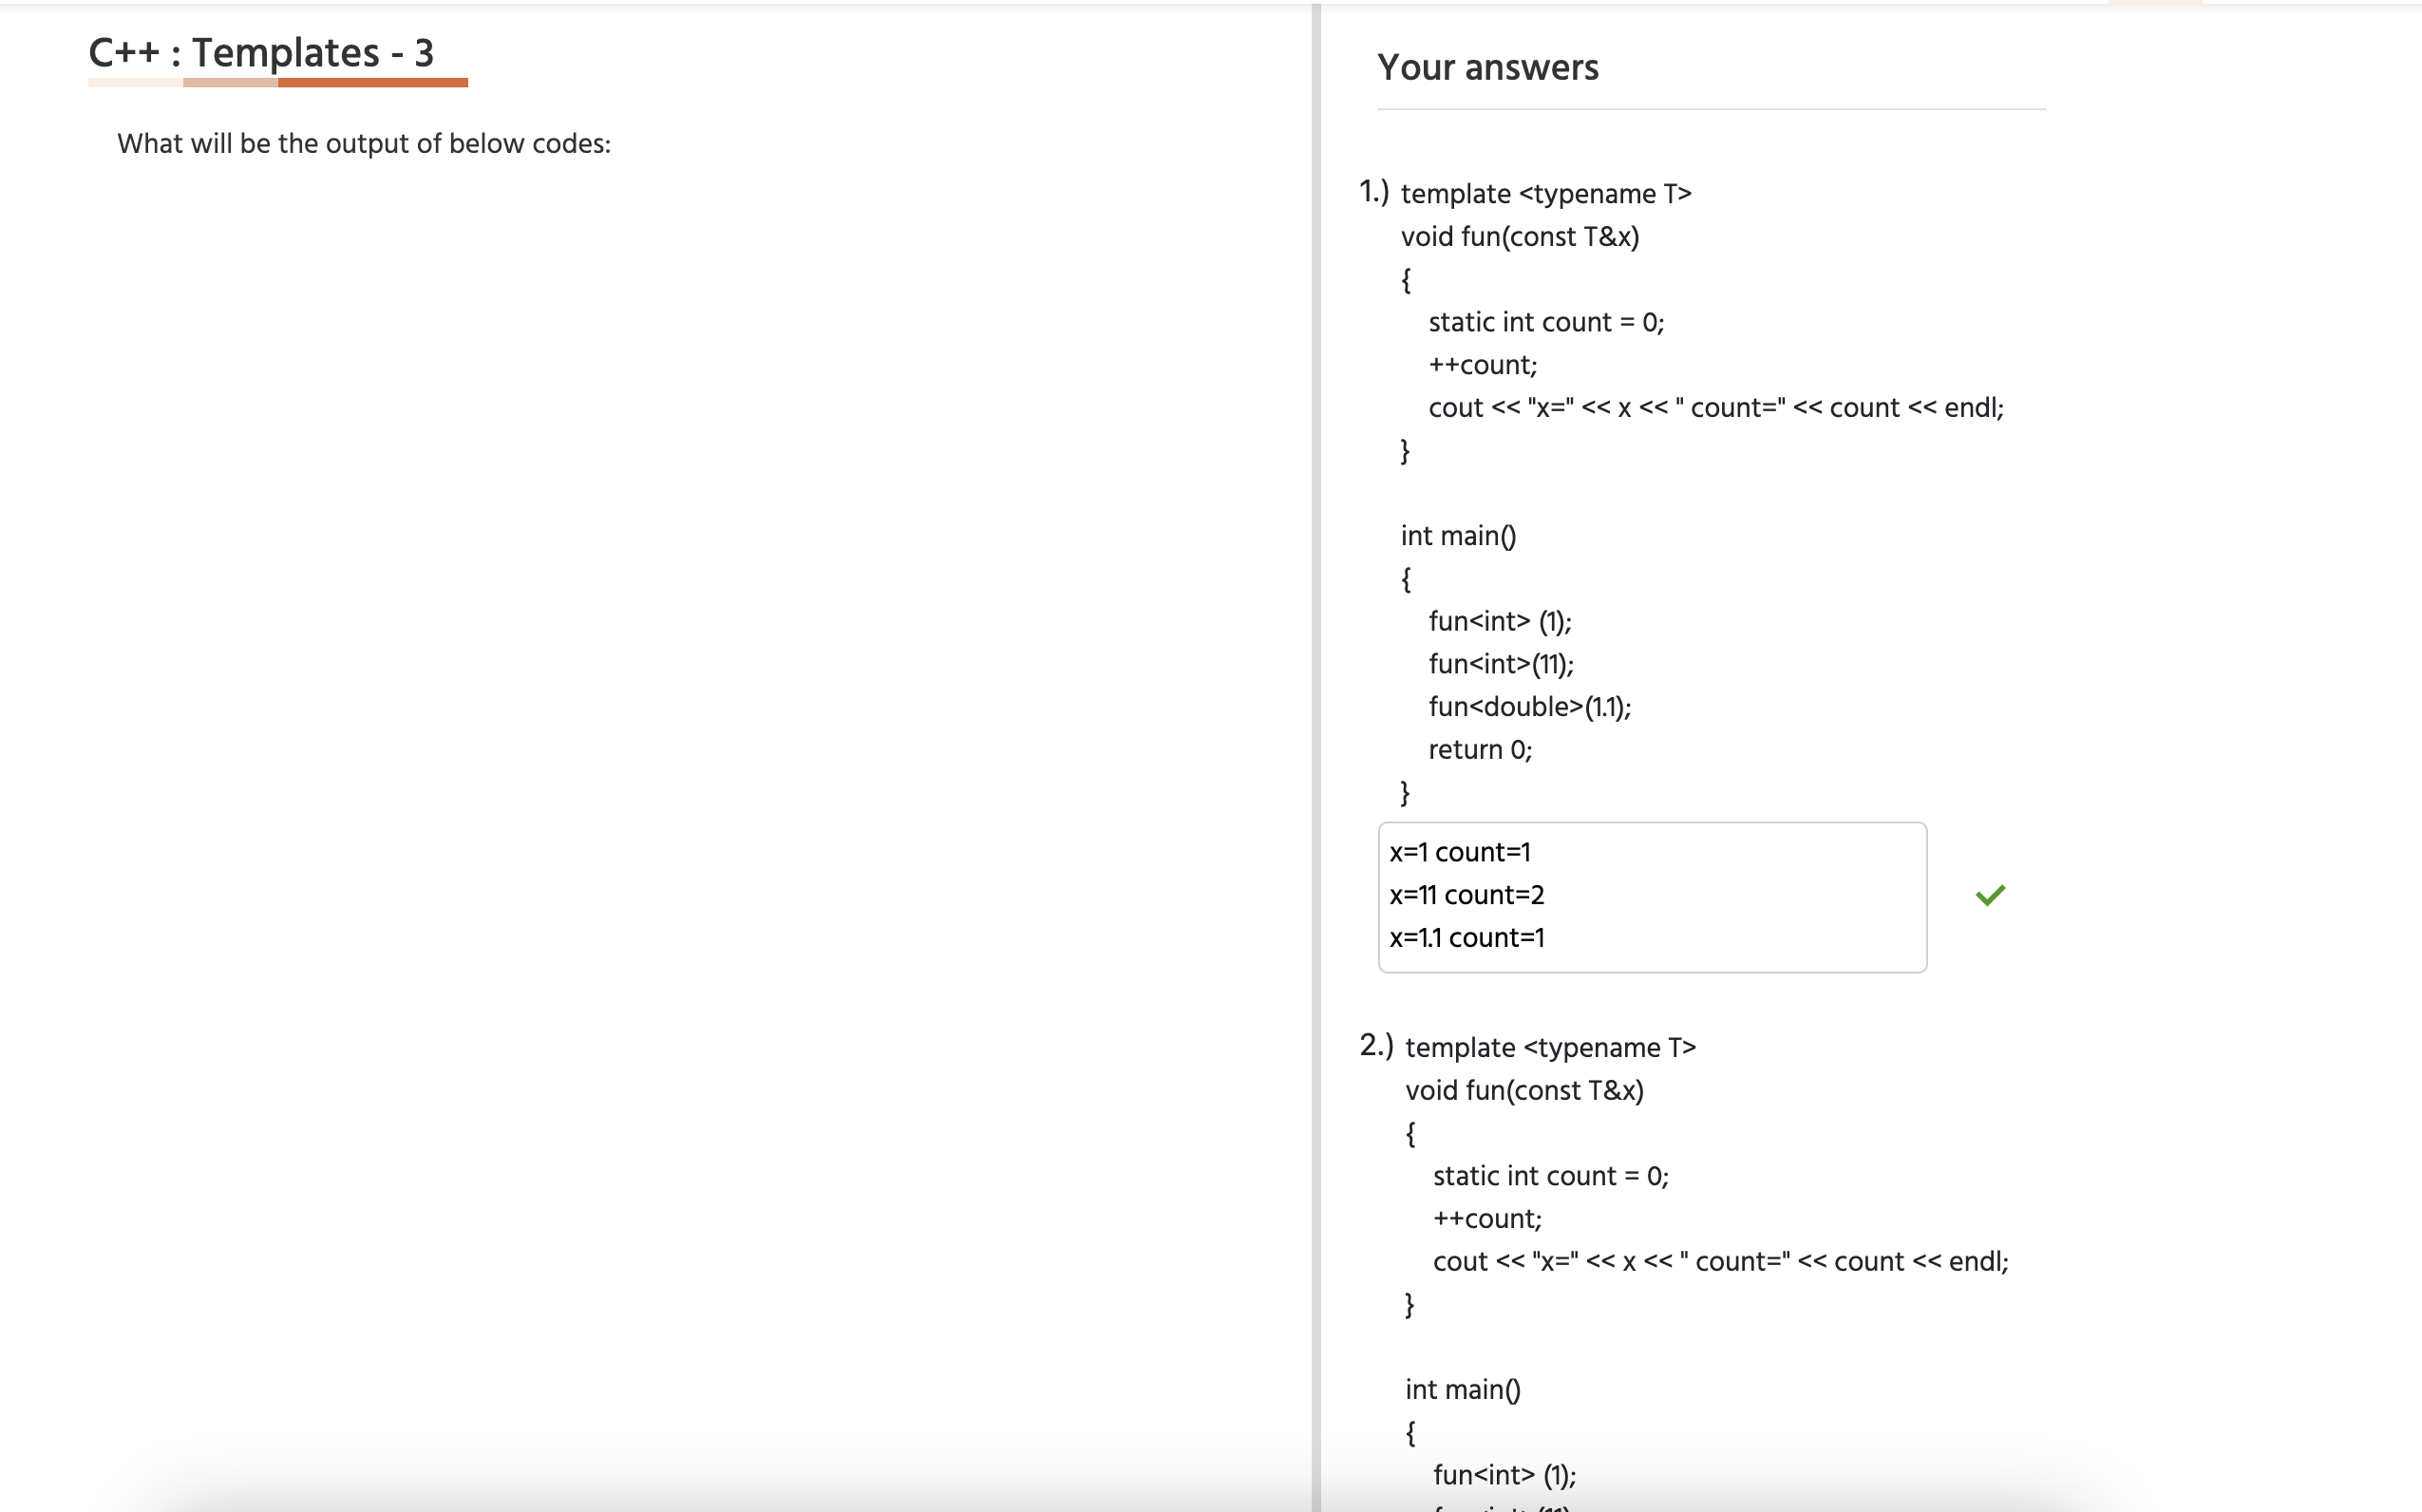 C++ : Templates - 3
What will be the output of below codes:
Your answers
1.) template <typename T>
void fun(const T&x)
{
static int count = 0;
++count;
cout << "x=" << x << " count=" << count << endl;
}
int main()
{
fun<int> (1);
fun<int>(11);
fun<double>(1.1);
return 0;
}
x=1 count=1
x=11 count=2
x=1.1 count=1
2.) template <typename T>
void fun(const T&x)
{
static int count = 0;
++count;
cout << "x=" << x << " count=" << count << endl;
}
int main()
{
fun<int> (1);